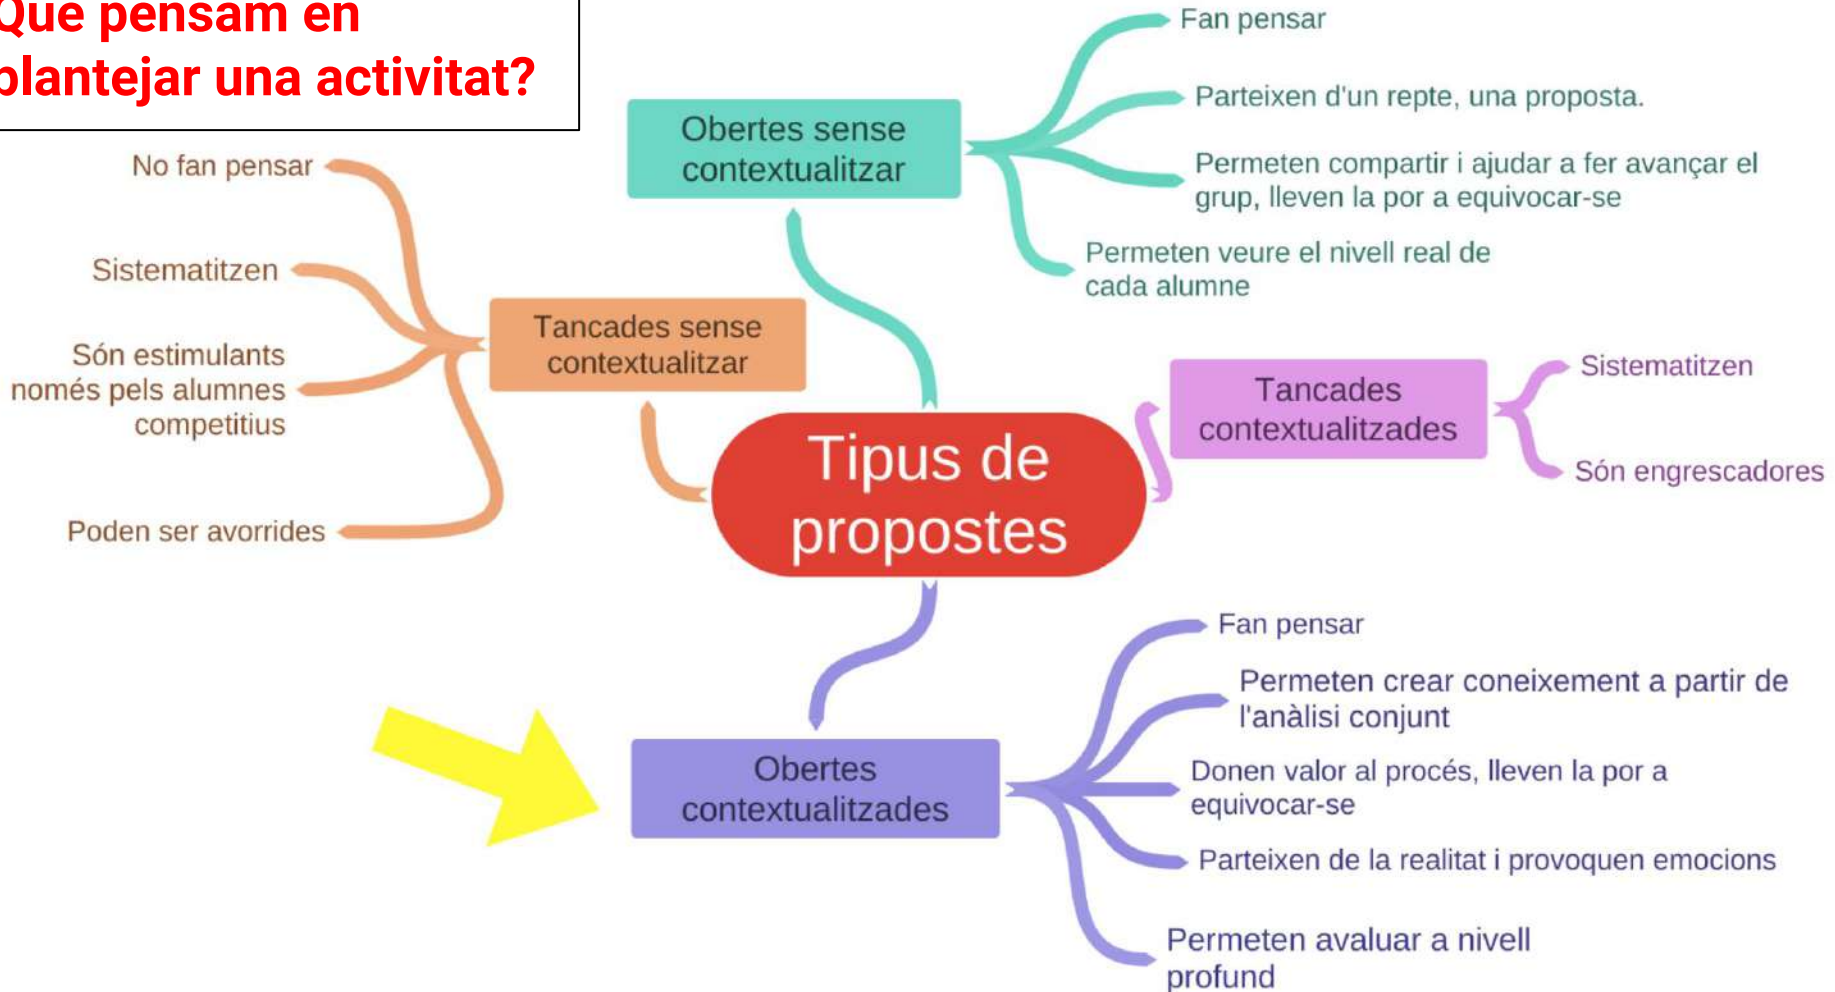 Que pensam en
plantejar una activitat?
Obertes sense
contextualitzar
Fan pensar
Parteixen d'un repte, una proposta.
Permeten compartir i ajudar a fer avançar el
grup, lleven la por a equivocar-se
Permeten veure el nivell real de
cada alumne
No fan pensar
Sistematitzen
Són estimulants
només pels alumnes
competitius
Poden ser avorrides
Tancades sense
contextualitzar
Tancades
contextualitzades
Sistematitzen
Són engrescadores
Tipus de
propostes
Obertes
contextualitzades
Fan pensar
Permeten crear coneixement a partir de
l'anàlisi conjunt
Donen valor al procés, lleven la por a
equivocar-se
Parteixen de la realitat i provoquen emocions
Permeten avaluar a nivell
profund